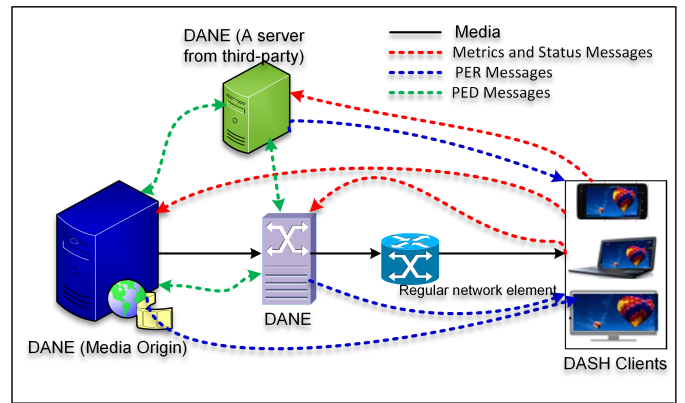 DANE (A server
from third-party)
Media
Metrics and Status Messages
PER Messages
PED Messages
Regular network element
DANE
DANE (Media Origin)
DASH Clients